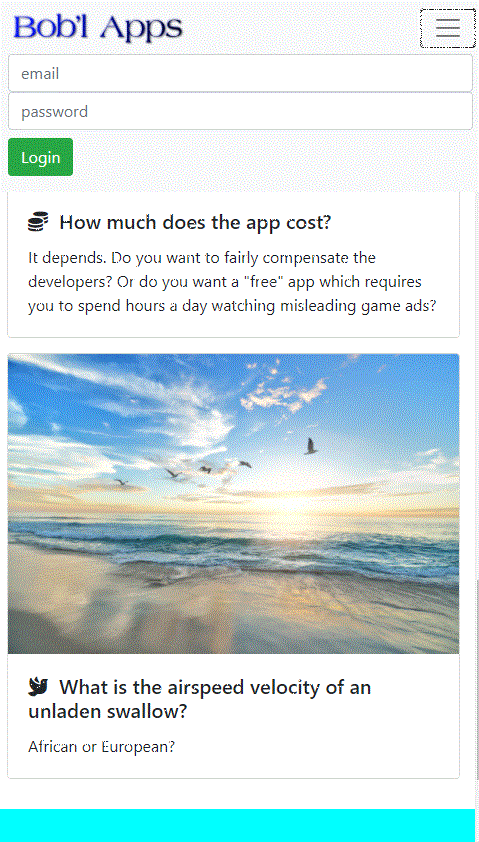 Bob'l Apps
email
password
Login
How much does the app cost?
It depends. Do you want to fairly compensate the
developers? Or do you want a "free" app which requires
you to spend hours a day watching misleading game ads?
What is the airspeed velocity of an
unladen swallow?
African or European?